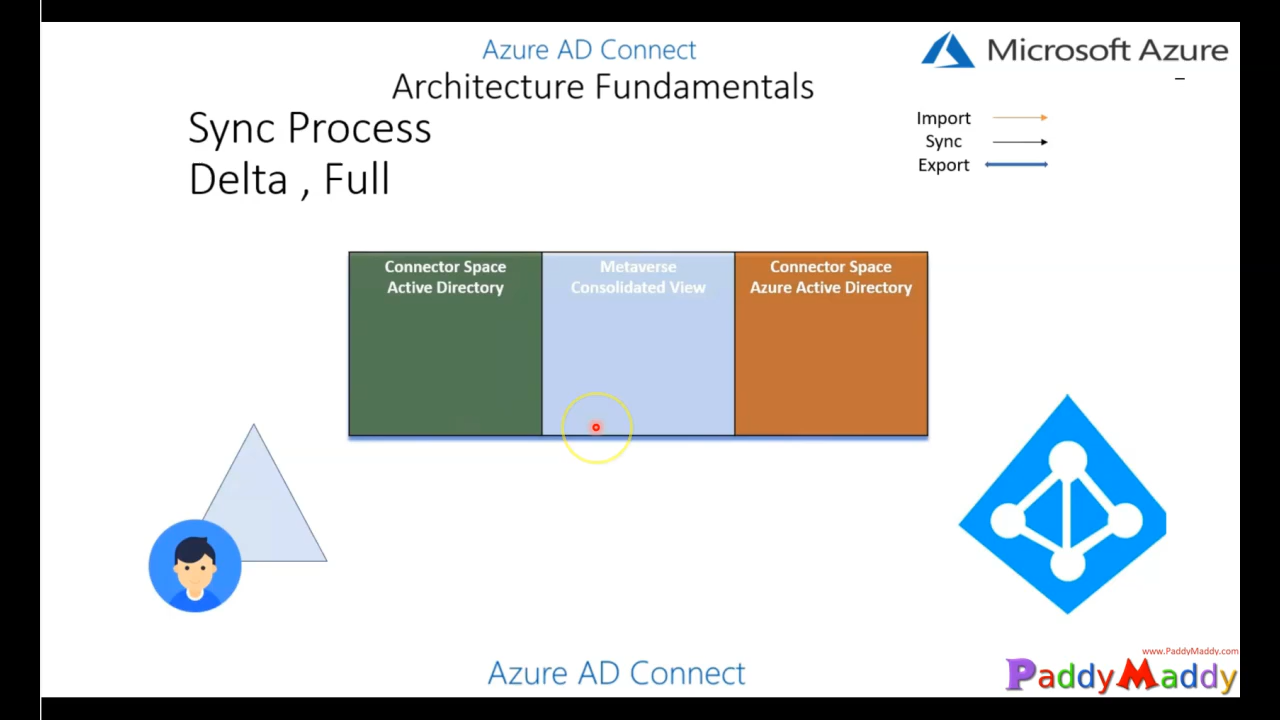 Azure AD Connect
Microsoft Azure
Architecture Fundamentals
Sync Process
Delta , Full
Import
Sync
Export
Connector Space
Active Directory
Metaverse
Consolidated View
Connector Space
Azure Active Directory
Azure AD Connect
www.PaddyMaddy.com
PaddyMaddy